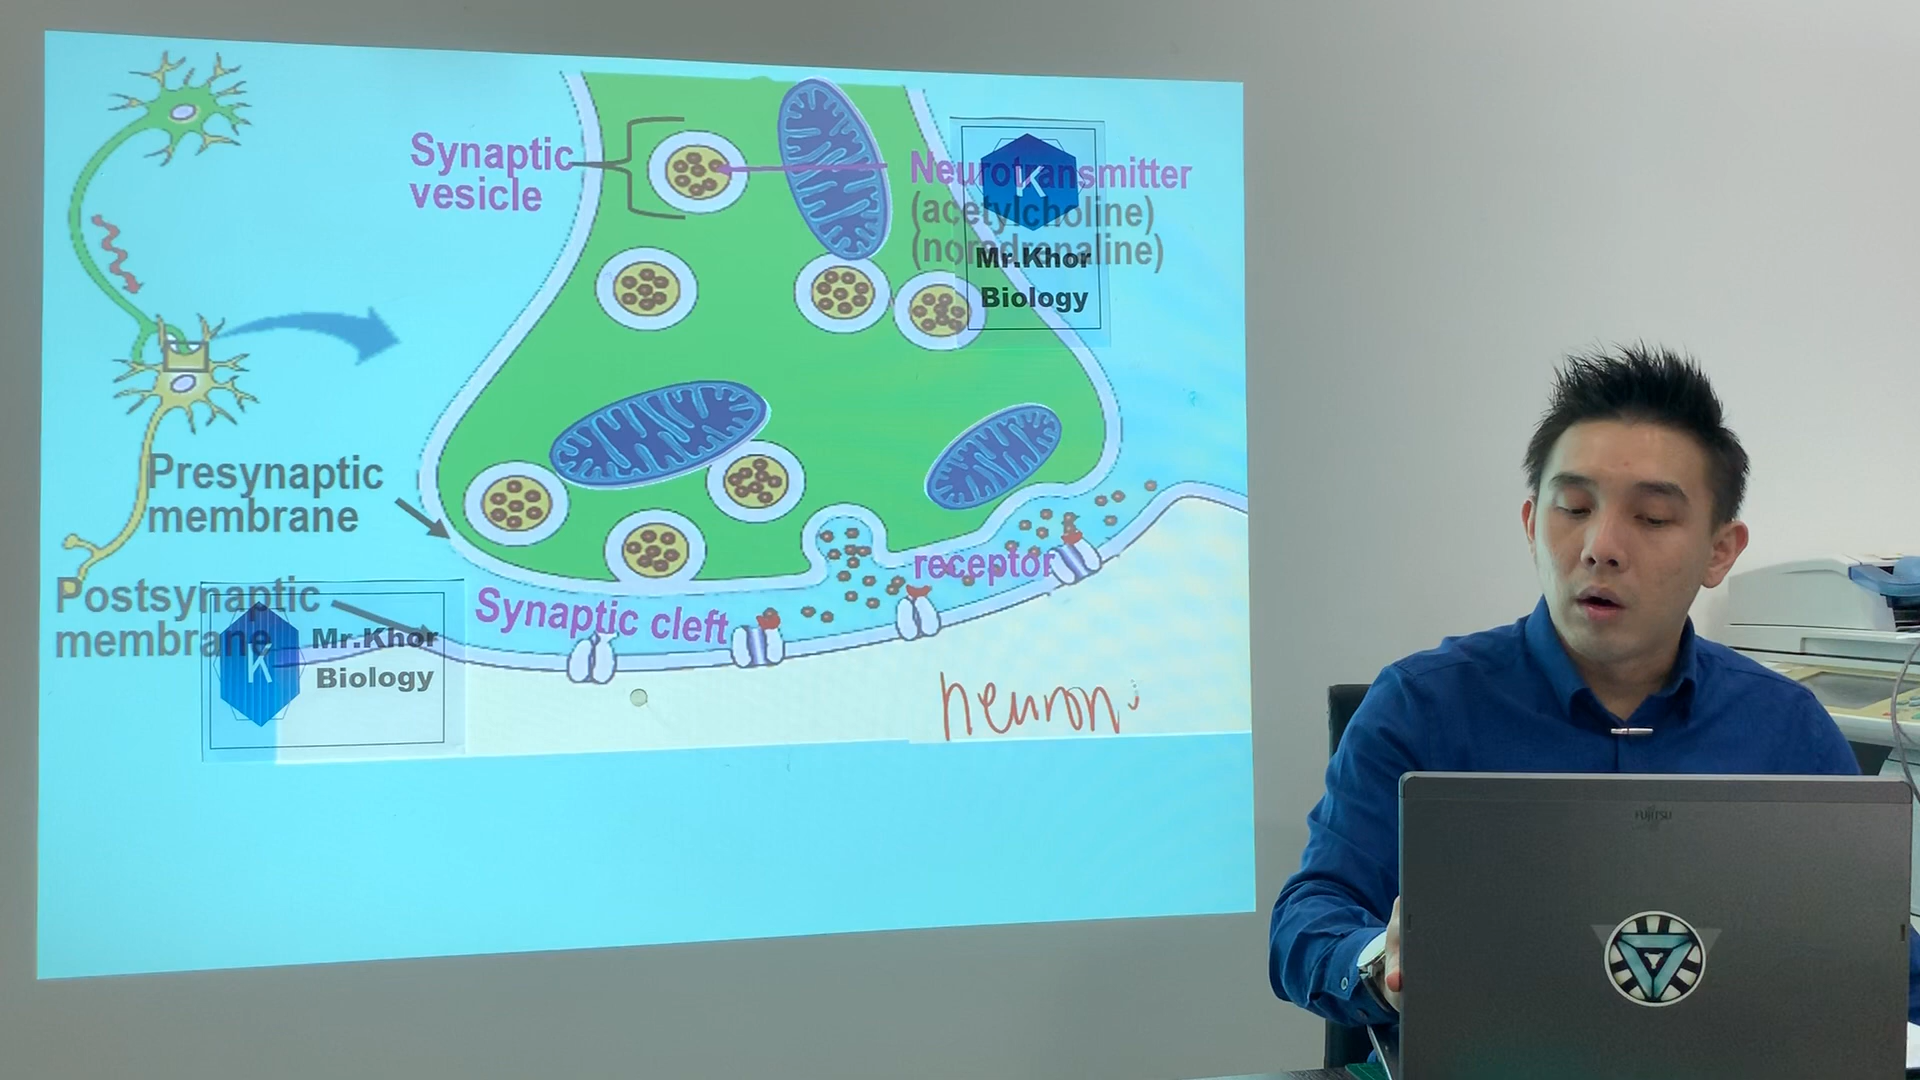 Synaptic
vesicle
Neurotransmitter
(acetylcholine)
(noradrenaline)
K
Mr.Khor
Biology
Presynaptic
membrane
Postsynaptic
membrane
K
Mr.Khor
Biology
Synaptic cleft
receptor
neuron
FUJITSU